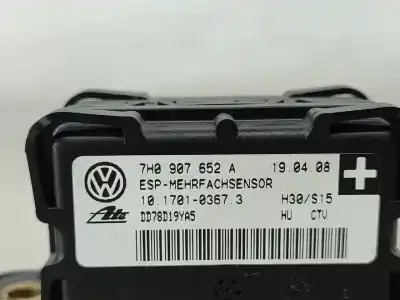 7H0 907 652 A 19.04.08
ESP-MEHRFACHSENSOR
10.1701-0367.3 H30/S15
DD78D19YA5 HU CTV
Ate